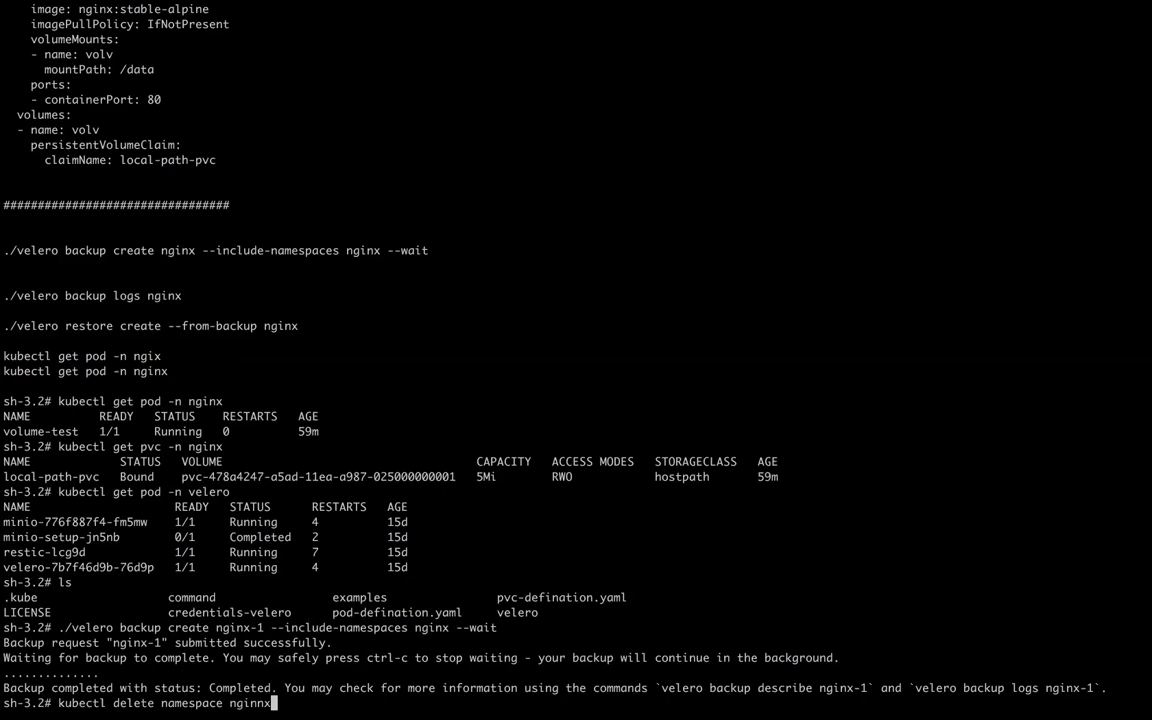 image: nginx:stable-alpine
imagePullPolicy: IfNotPresent
volumeMounts:
- name: volv
mountPath: /data
ports:
- containerPort: 80
volumes:
- name: volv
persistentVolumeClaim:
claimName: local-path-pvc
#################################
./velero backup create nginx --include-namespaces nginx --wait
./velero backup logs nginx
./velero restore create --from-backup nginx
kubectl get pod -n ngix
kubectl get pod -n nginx
sh-3.2# kubectl get pod -n nginx
NAME READY STATUS RESTARTS AGE
volume-test 1/1 Running 0 59m
sh-3.2# kubectl get pvc -n nginx
NAME STATUS VOLUME CAPACITY ACCESS MODES STORAGECLASS AGE
local-path-pvc Bound pvc-478a4247-a5ad-11ea-a987-025000000001 5Mi RWO hostpath 59m
sh-3.2# kubectl get pod -n velero
NAME READY STATUS RESTARTS AGE
minio-776f887f4-fm5mw 1/1 Running 4 15d
minio-setup-jn5nb 0/1 Completed 2 15d
restic-lcg9d 1/1 Running 7 15d
velero-7b7f46d9b-76d9p 1/1 Running 4 15d
sh-3.2# ls
.kube command examples pvc-defination.yaml
LICENSE credentials-velero pod-defination.yaml velero
sh-3.2# ./velero backup create nginx-1 --include-namespaces nginx --wait
Backup request "nginx-1" submitted successfully.
Waiting for backup to complete. You may safely press ctrl-c to stop waiting - your backup will continue in the background.
..............
Backup completed with status: Completed. You may check for more information using the commands `velero backup describe nginx-1` and `velero backup logs nginx-1`.
sh-3.2# kubectl delete namespace nginnx